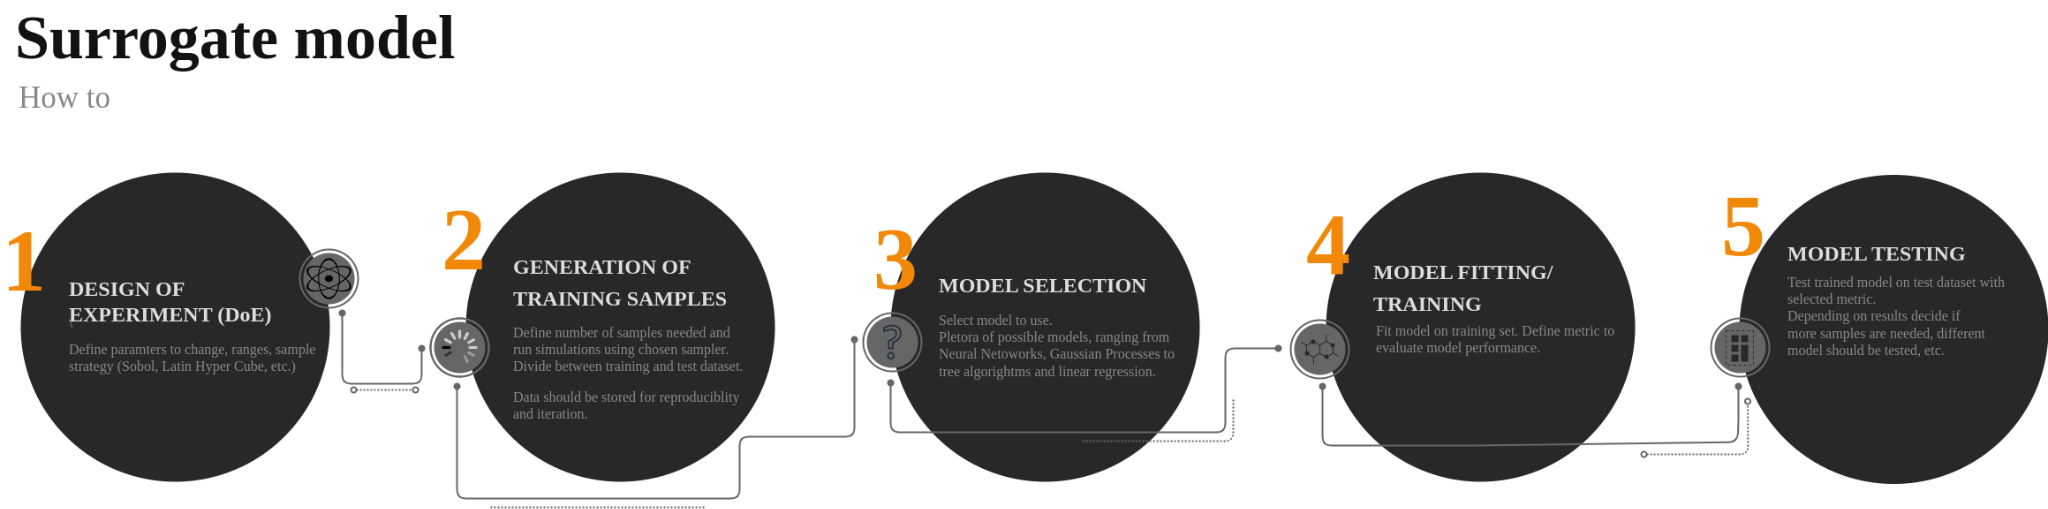 Surrogate model
How to
1
DESIGN OF
EXPERIMENT (DoE)
Define paramters to change, ranges, sample
strategy (Sobol, Latin Hyper Cube, etc.)
2
GENERATION OF
TRAINING SAMPLES
Define number of samples needed and
run simulations using chosen sampler.
Divide between training and test dataset.
Data should be stored for reproduciblity
and iteration.
3
?
MODEL SELECTION
Select model to use.
Pletora of possible models, ranging from
Neural Netoworks, Gaussian Processes to
tree algorightms and linear regression.
4
MODEL FITTING/
TRAINING
Fit model on training set. Define metric to
evaluate model performance.
5
MODEL TESTING
Test trained model on test dataset with
selected metric.
Depending on results decide if
more samples are needed, different
model should be tested, etc.